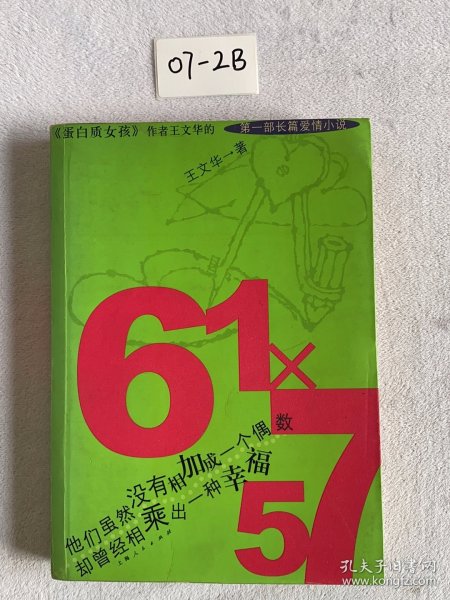 07-2B
《蛋白质女孩》作者王文华的
第一部长篇爱情小说
王文华→著
61×57
他们虽然没有相加成一个偶数
却曾经相乘出一种幸福
上海人民出版社
孔夫子旧书网